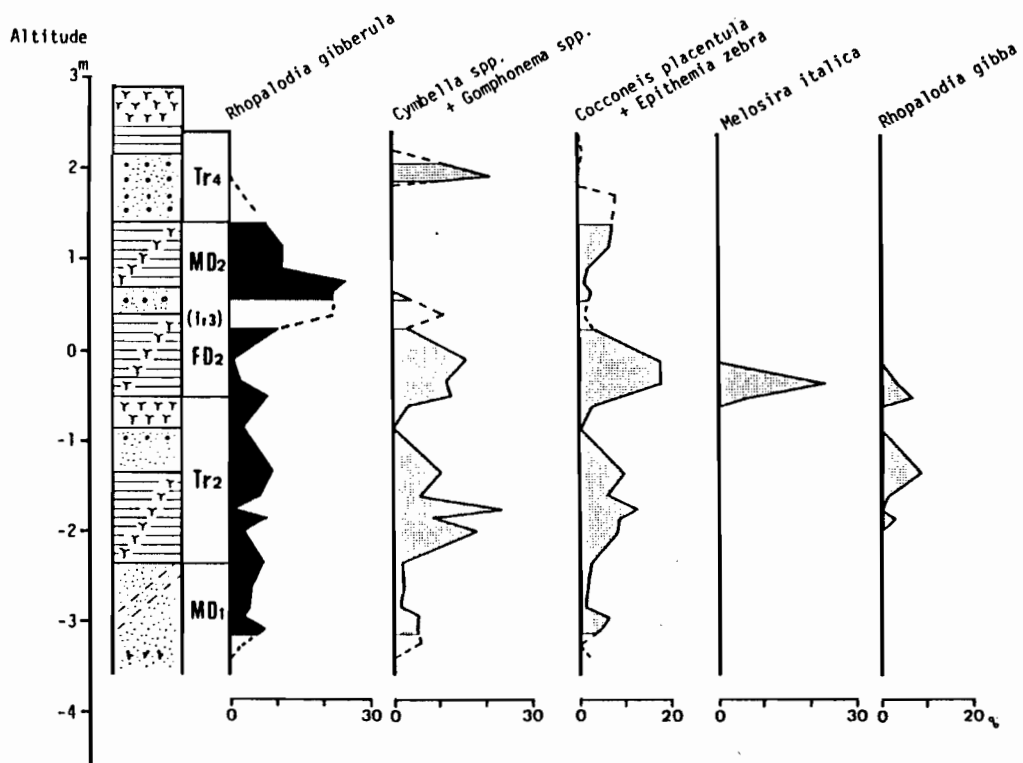 Altitude
m
3
2
1
0
-1
-2
-3
-4
Tr4
MD2
(Tr3)
FD2
Tr2
MD1
Rhopalodia gibberula
Cymbella spp.
+ Gomphonema spp.
Cocconeis placentula
+ Epithemia zebra
Melosira italica
Rhopalodia gibba
0 30
0 30
0 20
0 30
0 20 %